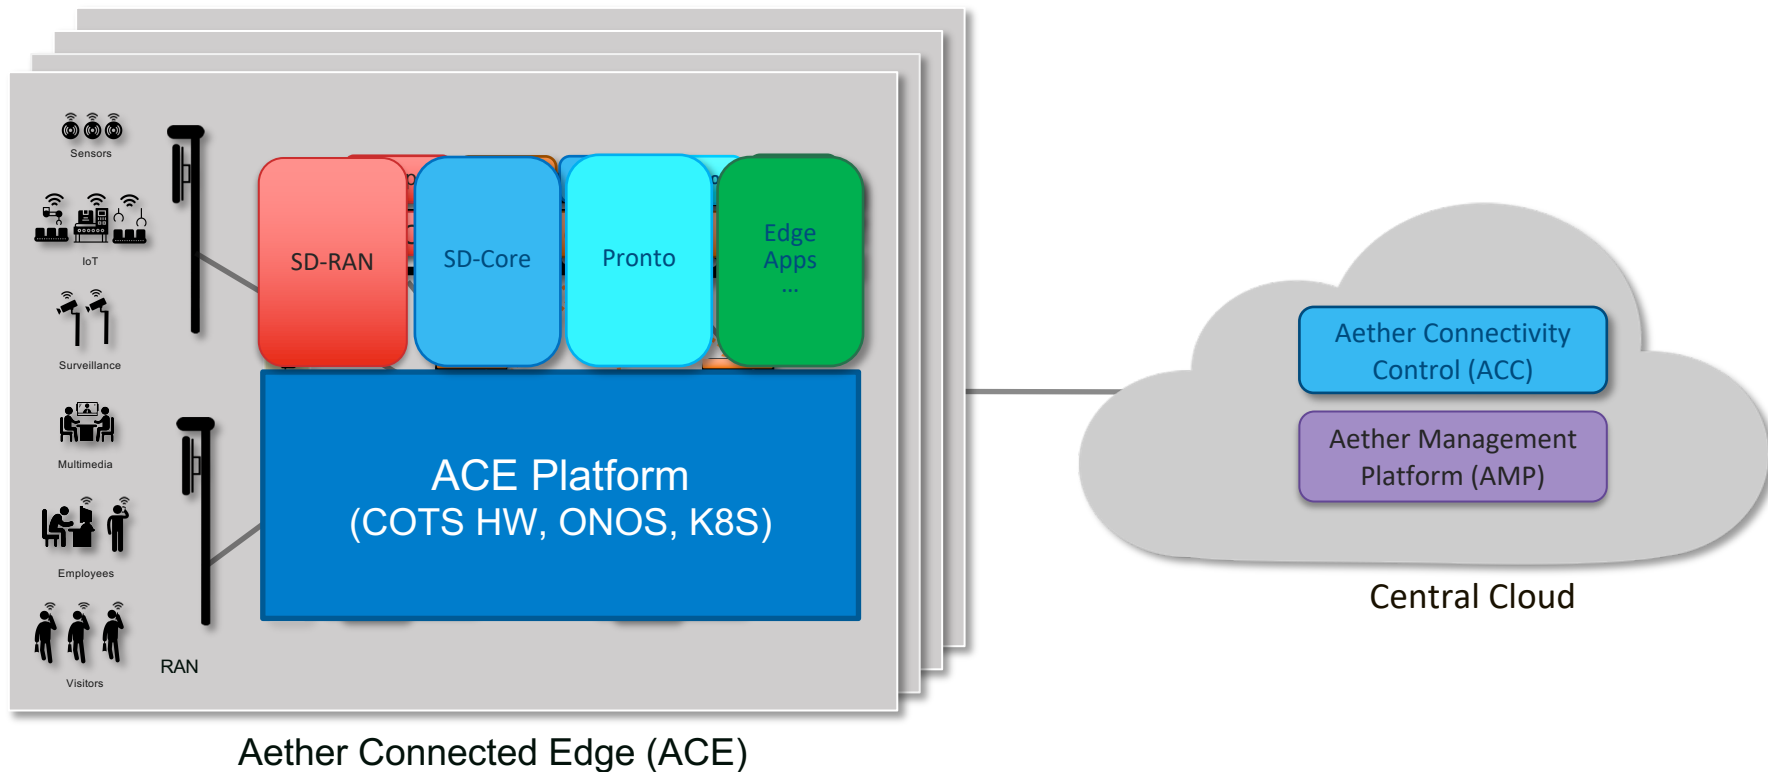 Sensors
IoT
Surveillance
Multimedia
Employees
Visitors
RAN
SD-RAN
SD-Core
Pronto
Edge
Apps
...
ACE Platform
(COTS HW, ONOS, K8S)
Aether Connected Edge (ACE)
Aether Connectivity
Control (ACC)
Aether Management
Platform (AMP)
Central Cloud